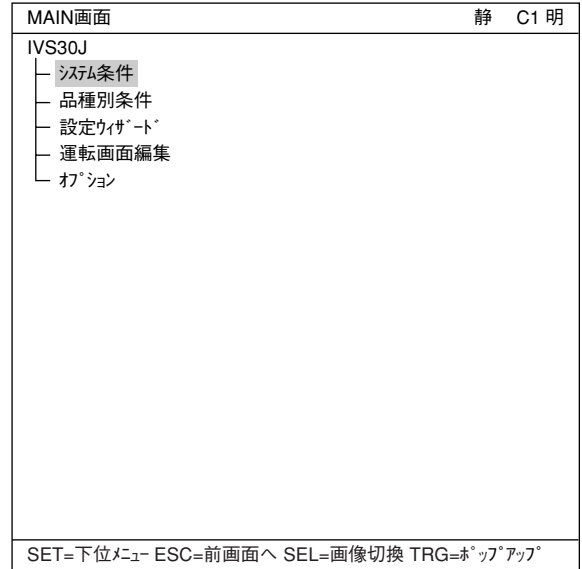 MAIN画面 静 C1 明
IVS30J
ｼｽﾃﾑ条件
品種別条件
設定ｳｨｻﾞｰﾄﾞ
運転画面編集
ｵﾌﾟｼｮﾝ
SET=下位ﾒﾆｭｰ ESC=前画面へ SEL=画像切換 TRG=ﾎﾟｯﾌﾟｱｯﾌﾟ